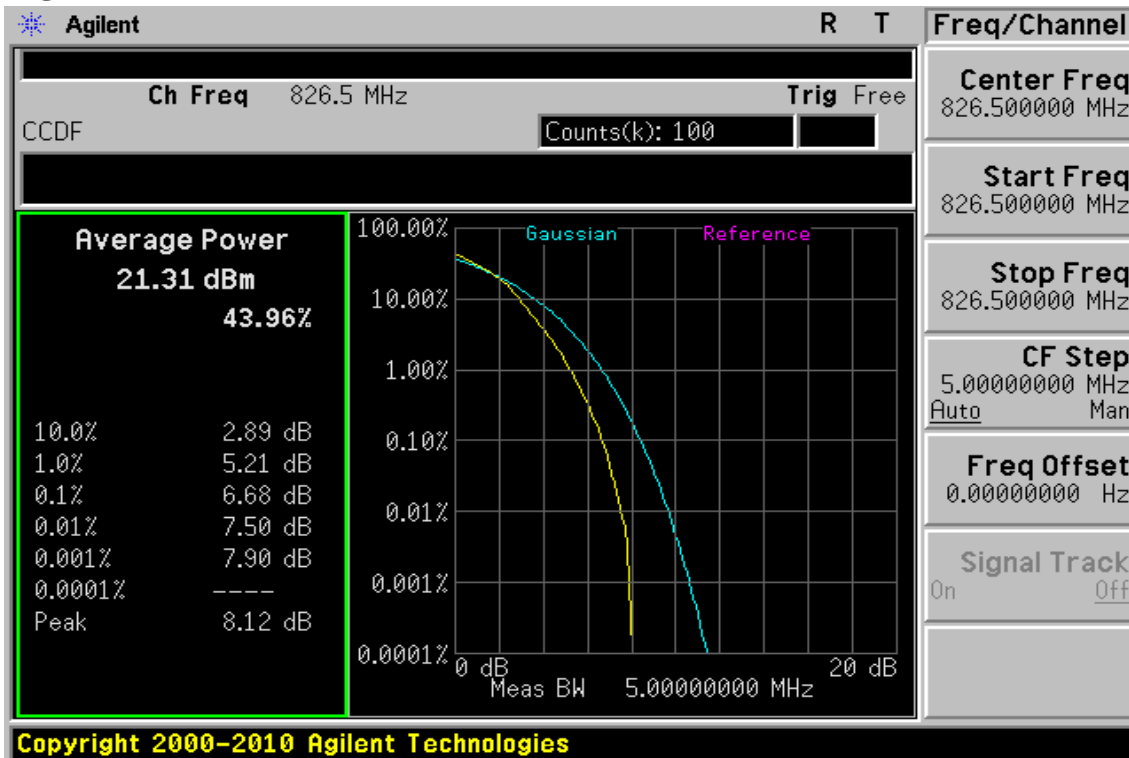 Agilent R T
Ch Freq 826.5 MHz Trig Free
CCDF Counts(k): 100
Average Power
21.31 dBm
43.96%
10.0% 2.89 dB
1.0% 5.21 dB
0.1% 6.68 dB
0.01% 7.50 dB
0.001% 7.90 dB
0.0001% ----
Peak 8.12 dB
Gaussian Reference
100.00%
10.00%
1.00%
0.10%
0.01%
0.001%
0.0001%
0 dB 20 dB
Meas BW 5.00000000 MHz
Freq/Channel
Center Freq
826.500000 MHz
Start Freq
826.500000 MHz
Stop Freq
826.500000 MHz
CF Step
5.00000000 MHz
Auto Man
Freq Offset
0.00000000 Hz
Signal Track
On Off
Copyright 2000-2010 Agilent Technologies